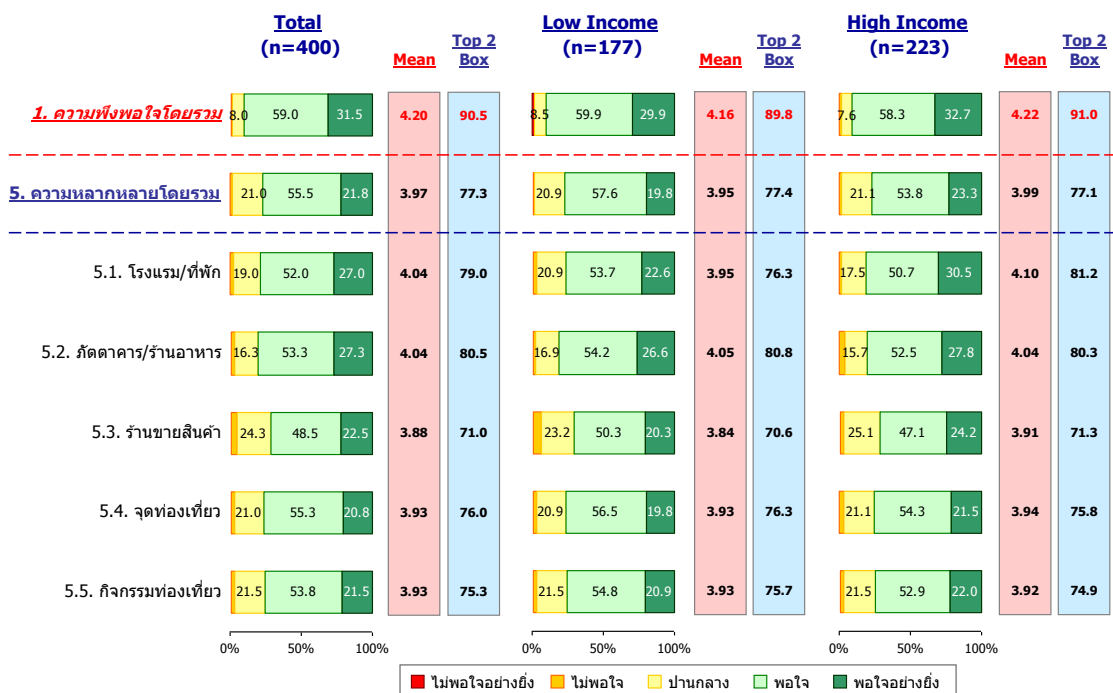 Total
(n=400)
Mean
Top 2
Box
Low Income
(n=177)
Mean
Top 2
Box
High Income
(n=223)
Mean
Top 2
Box
1. ความพึงพอใจโดยรวม 8.0 59.0 31.5 4.20 90.5 8.5 59.9 29.9 4.16 89.8 7.6 58.3 32.7 4.22 91.0
5. ความหลากหลายโดยรวม 21.0 55.5 21.8 3.97 77.3 20.9 57.6 19.8 3.95 77.4 21.1 53.8 23.3 3.99 77.1
5.1. โรงแรม/ที่พัก 19.0 52.0 27.0 4.04 79.0 20.9 53.7 22.6 3.95 76.3 17.5 50.7 30.5 4.10 81.2
5.2. ภัตตาคาร/ร้านอาหาร 16.3 53.3 27.3 4.04 80.5 16.9 54.2 26.6 4.05 80.8 15.7 52.5 27.8 4.04 80.3
5.3. ร้านขายสินค้า 24.3 48.5 22.5 3.88 71.0 23.2 50.3 20.3 3.84 70.6 25.1 47.1 24.2 3.91 71.3
5.4. จุดท่องเที่ยว 21.0 55.3 20.8 3.93 76.0 20.9 56.5 19.8 3.93 76.3 21.1 54.3 21.5 3.94 75.8
5.5. กิจกรรมท่องเที่ยว 21.5 53.8 21.5 3.93 75.3 21.5 54.8 20.9 3.93 75.7 21.5 52.9 22.0 3.92 74.9
0% 50% 100% 0% 50% 100% 0% 50% 100%
ไม่พอใจอย่างยิ่ง ไม่พอใจ ปานกลาง พอใจ พอใจอย่างยิ่ง